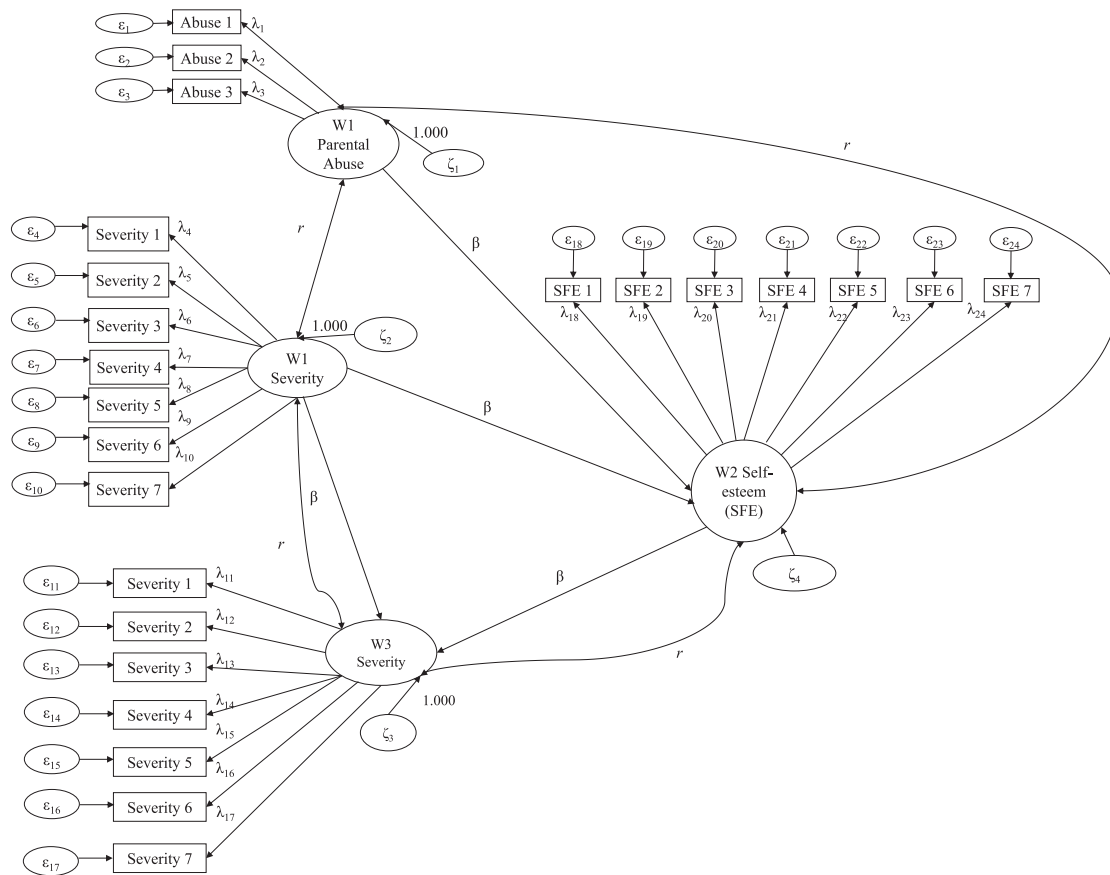 ε1 Abuse 1 λ1
ε2 Abuse 2 λ2
ε3 Abuse 3 λ3
W1
Parental
Abuse
1.000
ζ1
r
r
β
ε4 Severity 1 λ4
ε5 Severity 2 λ5
ε6 Severity 3 λ6
ε7 Severity 4 λ7
ε8 Severity 5 λ8
ε9 Severity 6 λ9
ε10 Severity 7 λ10
W1
Severity
1.000
ζ2
β
ε18 ε19 ε20 ε21 ε22 ε23 ε24
SFE 1 SFE 2 SFE 3 SFE 4 SFE 5 SFE 6 SFE 7
λ18 λ19 λ20 λ21 λ22 λ23 λ24
W2 Self-
esteem
(SFE)
ζ4
β
r
β
r
ε11 Severity 1 λ11
ε12 Severity 2 λ12
ε13 Severity 3 λ13
ε14 Severity 4 λ14
ε15 Severity 5 λ15
ε16 Severity 6 λ16
ε17 Severity 7 λ17
W3
Severity
1.000
ζ3